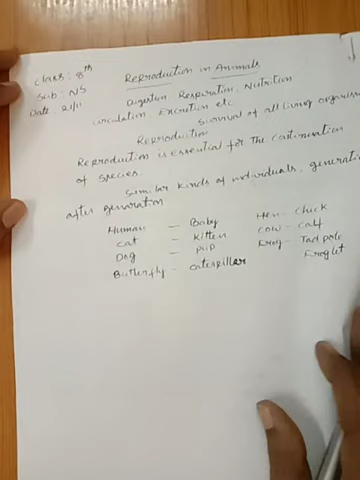 Class: 8th
Sub: NS
Date 21/11
Reproduction in Animals
Digestion Respiration, Nutrition
circulation, Excretion etc
Survival of all living organism
Reproduction
Reproduction is essential for The continuation
of species.
Similar kinds of individuals, generati
after generation
Human — Baby
Cat – Kitten
Dog – pup
Butterfly – caterpillar
Hen – Chick
Cow – Calf
Frog – Tadpole
Froglet